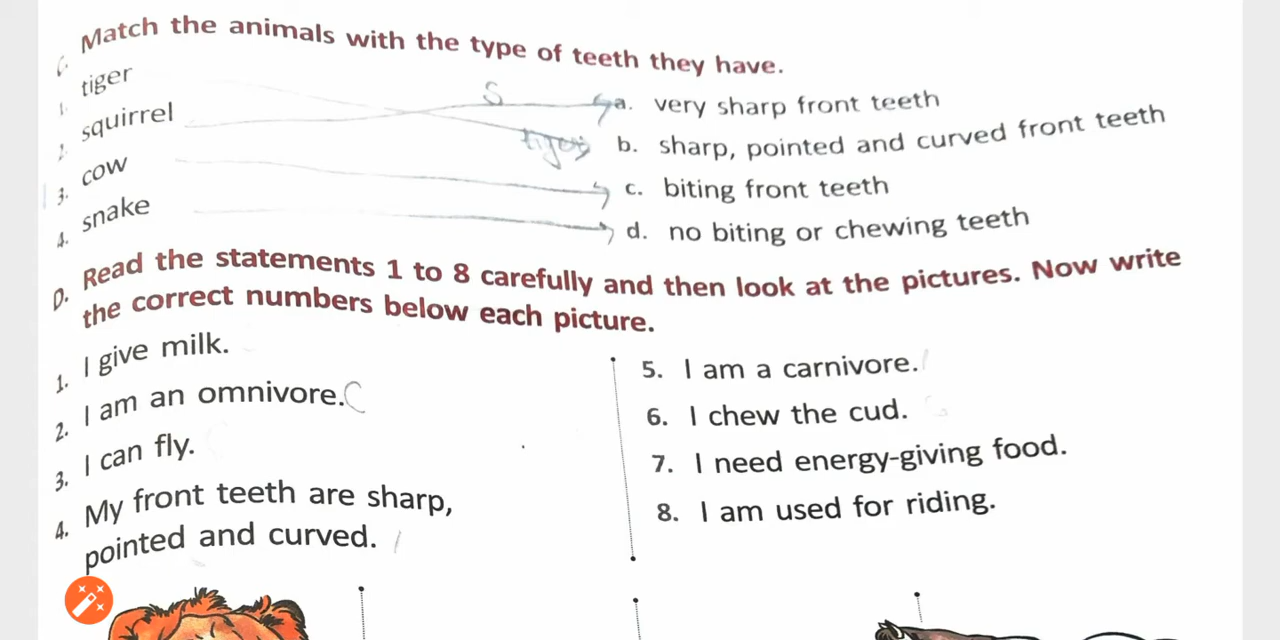 C. Match the animals with the type of teeth they have.
1. tiger
2. squirrel
3. cow
4. snake
S
a. very sharp front teeth
b. sharp, pointed and curved front teeth
c. biting front teeth
d. no biting or chewing teeth
D. Read the statements 1 to 8 carefully and then look at the pictures. Now write
the correct numbers below each picture.
1. I give milk.
2. I am an omnivore.
3. I can fly.
4. My front teeth are sharp,
pointed and curved.
5. I am a carnivore.
6. I chew the cud.
7. I need energy-giving food.
8. I am used for riding.